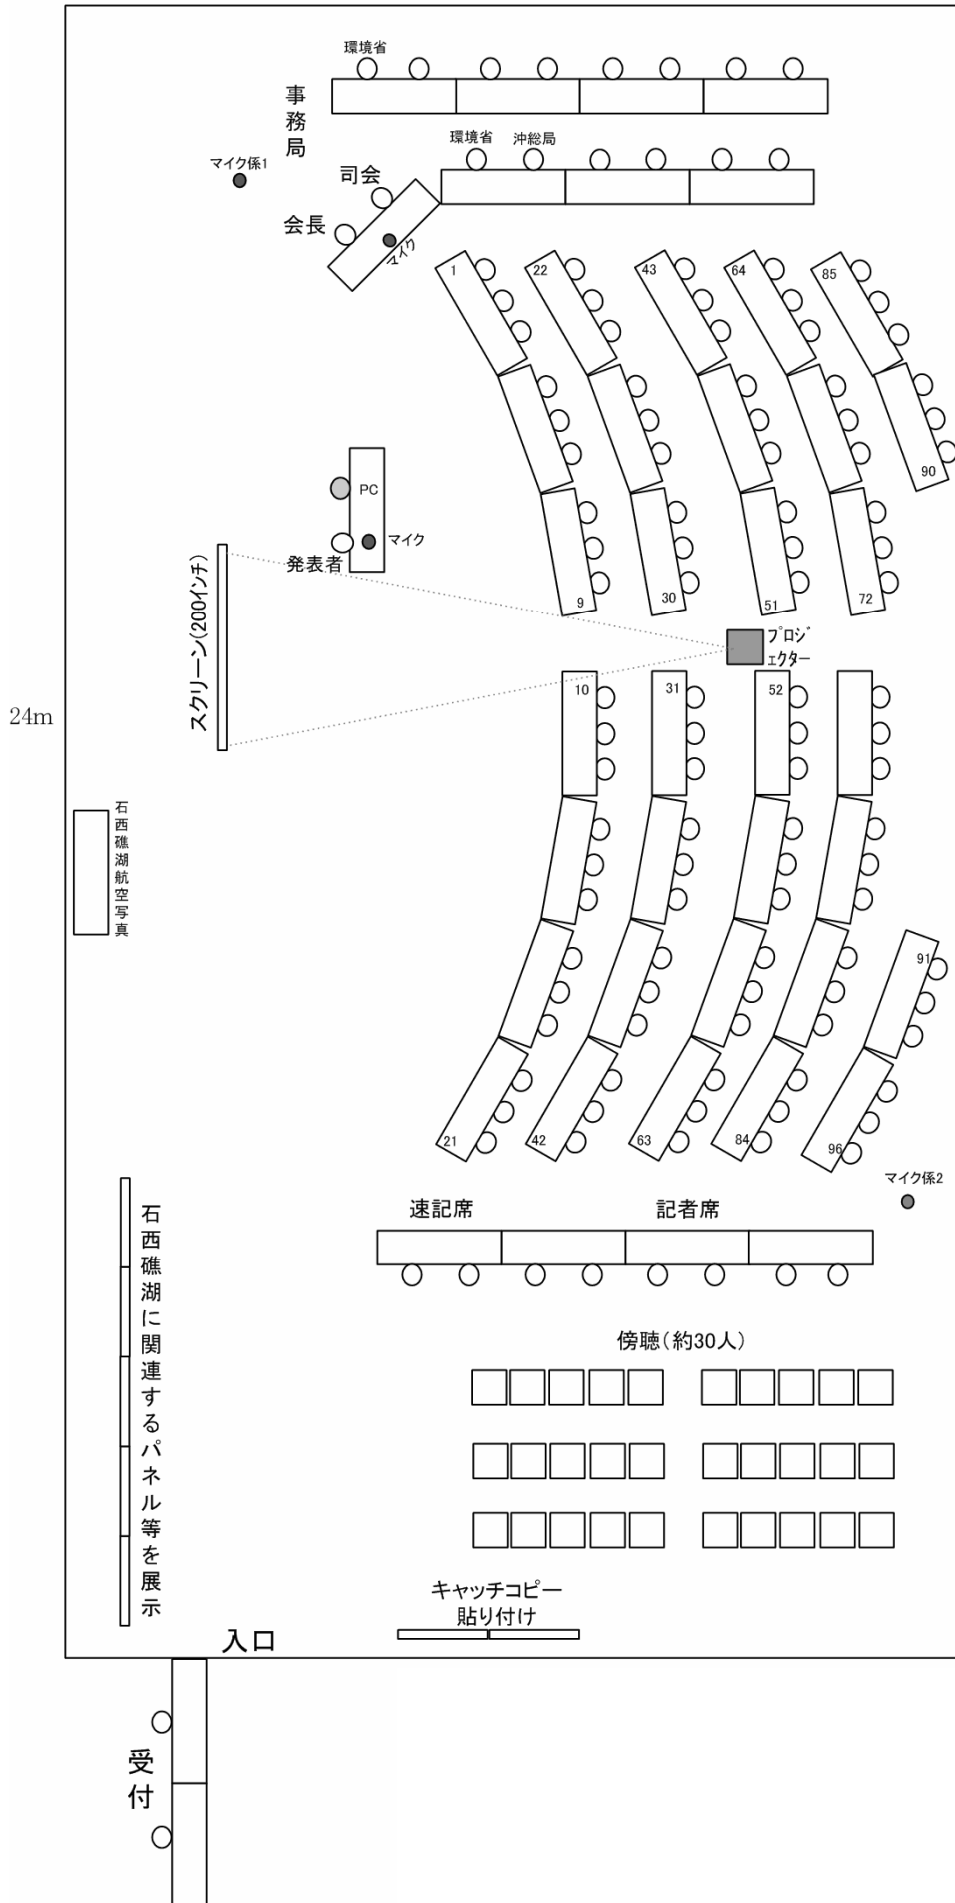 環境省
事務局
環境省
沖総局
マイク係1
司会
会長
マイク
1
22
43
64
85
90
PC
マイク
発表者
9
30
51
72
スクリーン(200インチ)
プロジ
ェクター
24m
10
31
52
石西礁湖航空写真
91
21
42
63
84
96
マイク係2
速記席
記者席
石西礁湖に関連するパネル等を展示
傍聴(約30人)
キャッチコピー
貼り付け
入口
受付